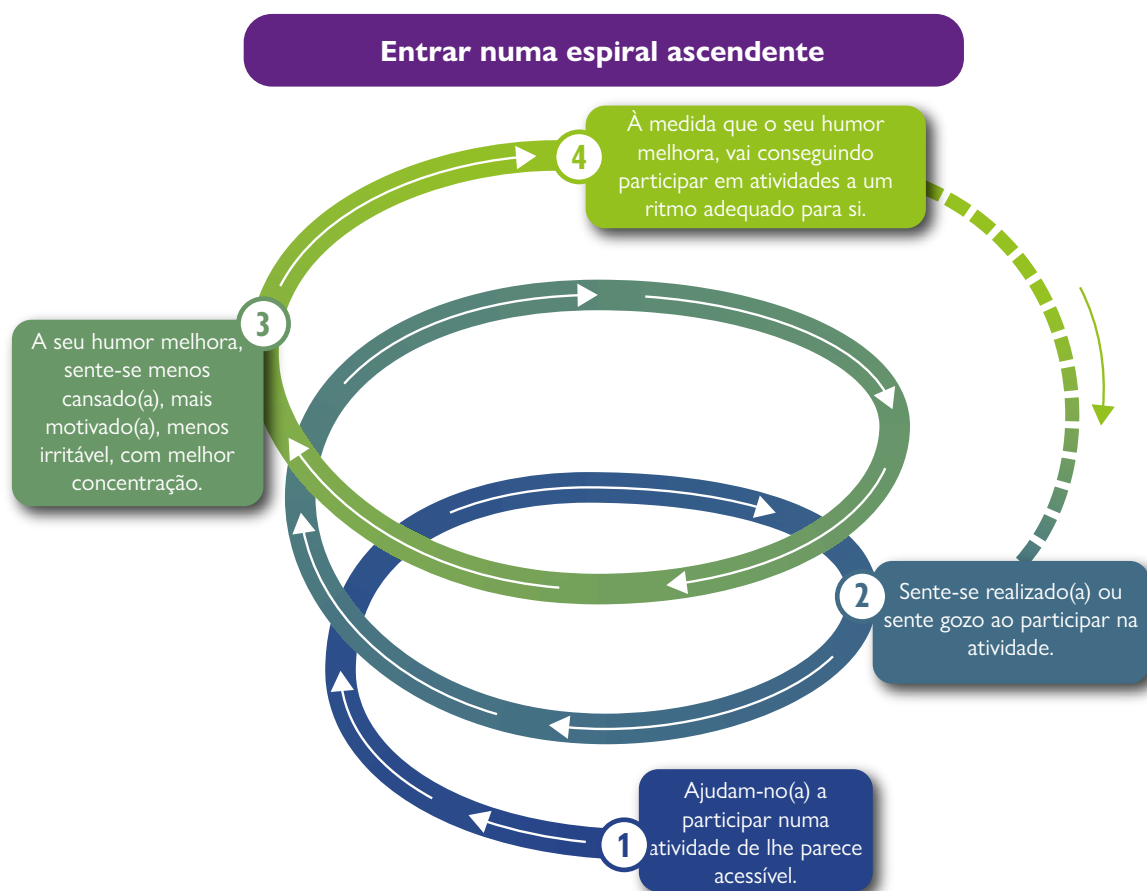 Entrar numa espiral ascendente
4
À medida que o seu humor
melhora, vai conseguindo
participar em atividades a um
ritmo adequado para si.
3
A seu humor melhora,
sente-se menos
cansado(a), mais
motivado(a), menos
irritável, com melhor
concentração.
2
Sente-se realizado(a) ou
sente gozo ao participar na
atividade.
1
Ajudam-no(a) a
participar numa
atividade de lhe parece
acessível.